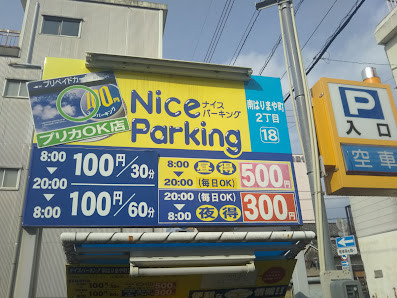 プリペイドカード
プリカOK店
Nice
ナイス
パーキング
Parking
南はりまや町
2丁目
18
8:00
▼
20:00
100円/30分
▼
8:00
100円/60分
8:00
▼
20:00
昼得
(毎日OK)
500円
20:00
▼
8:00
(毎日OK)
夜得
300円
P
入口
空車